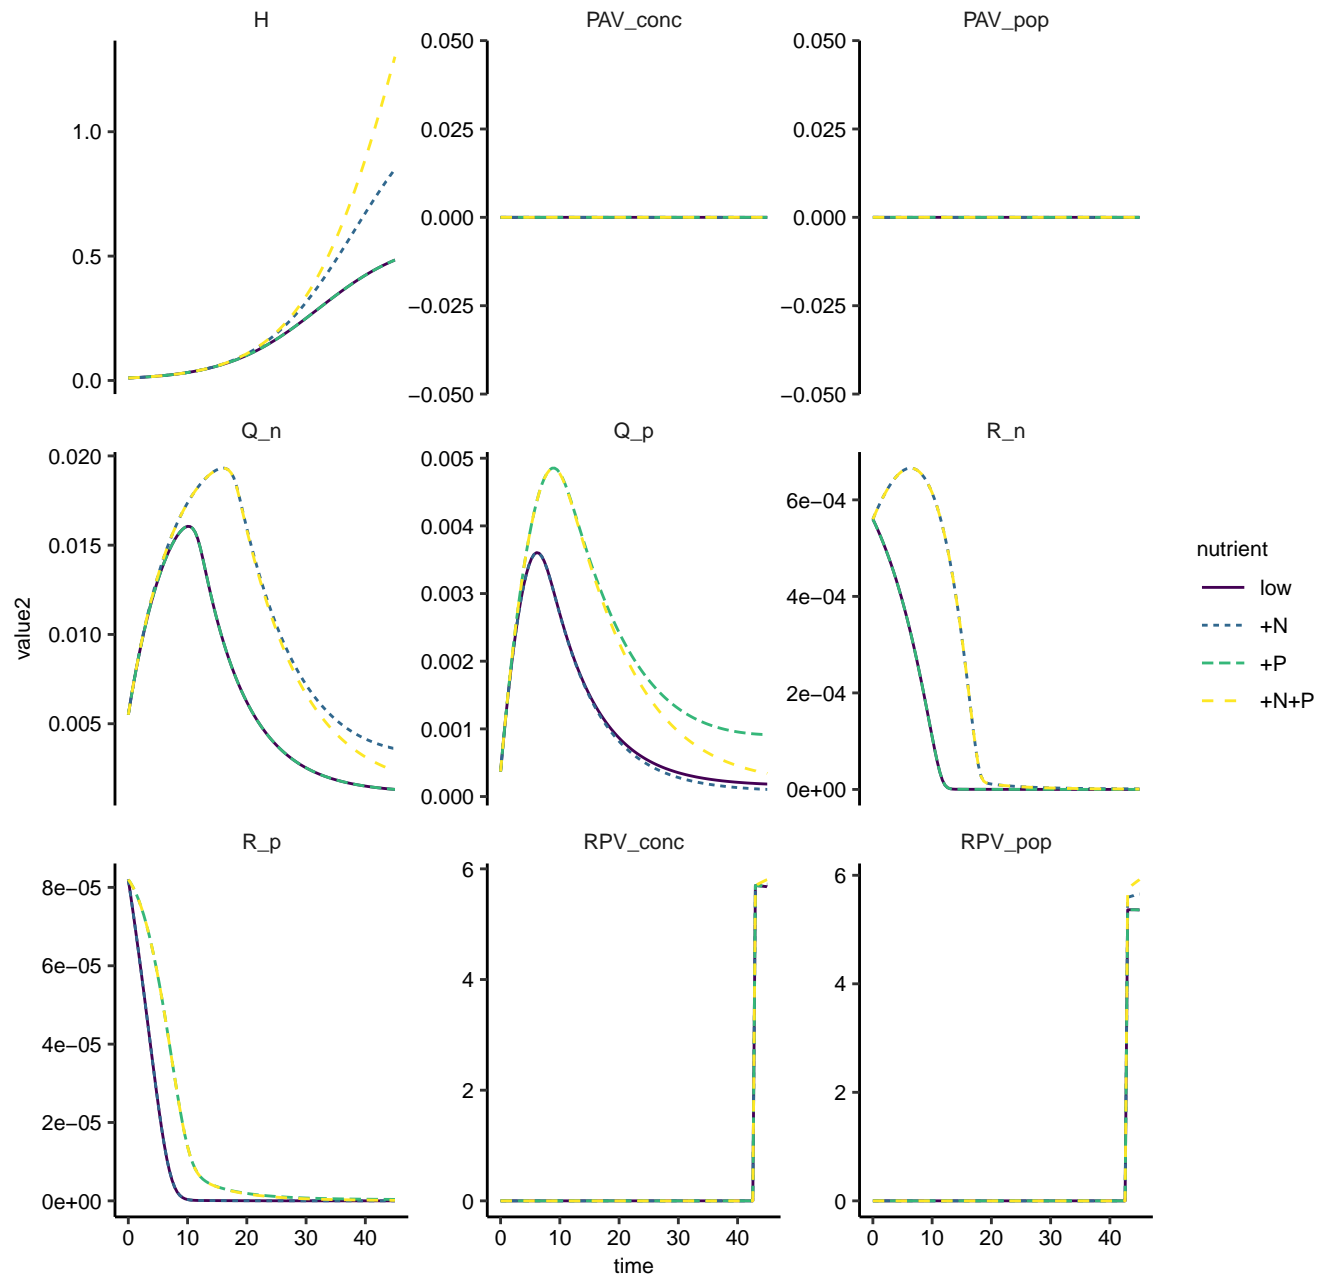 H
PAV_conc
PAV_pop
0.0
0.5
1.0
−0.050
−0.025
0.000
0.025
0.050
−0.050
−0.025
0.000
0.025
0.050
Q_n
Q_p
R_n
0.005
0.010
0.015
0.020
0.000
0.001
0.002
0.003
0.004
0.005
0e+00
2e−04
4e−04
6e−04
R_p
RPV_conc
RPV_pop
0e+00
2e−05
4e−05
6e−05
8e−05
0
2
4
6
0
2
4
6
0 10 20 30 40
0 10 20 30 40
0 10 20 30 40
time
value2
nutrient
low
+N
+P
+N+P